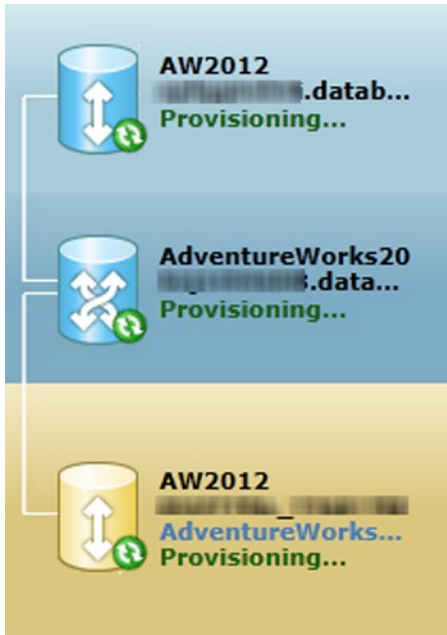 AW2012
.datab...
Provisioning...
AdventureWorks20
.data...
Provisioning...
AW2012
AdventureWorks...
Provisioning...